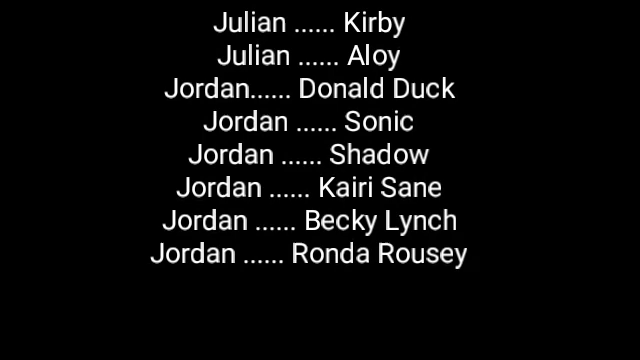 Julian ...... Kirby
Julian ...... Aloy
Jordan...... Donald Duck
Jordan ...... Sonic
Jordan ...... Shadow
Jordan ...... Kairi Sane
Jordan ...... Becky Lynch
Jordan ...... Ronda Rousey